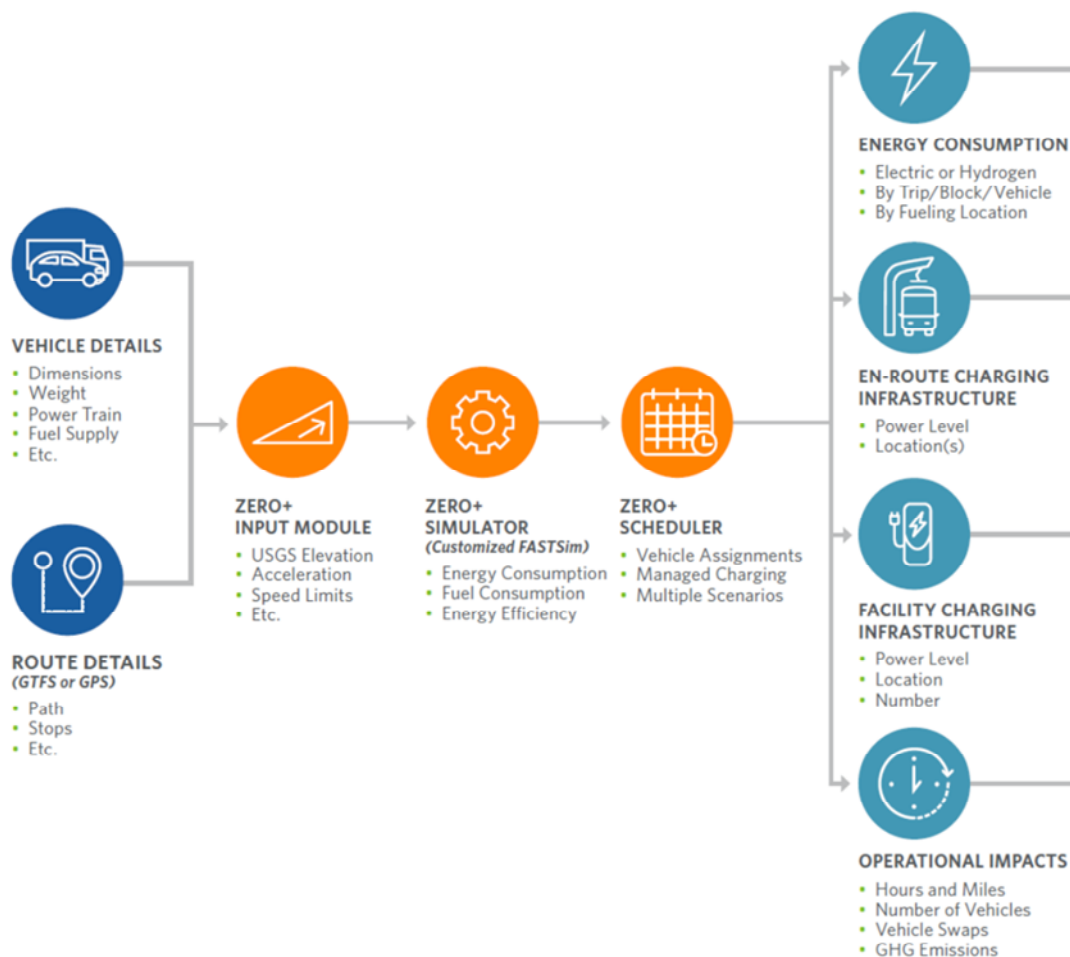 VEHICLE DETAILS
• Dimensions
• Weight
• Power Train
• Fuel Supply
• Etc.
ROUTE DETAILS
(GTFS or GPS)
• Path
• Stops
• Etc.
ZERO+
INPUT MODULE
• USGS Elevation
• Acceleration
• Speed Limits
• Etc.
ZERO+
SIMULATOR
(Customized FASTSim)
• Energy Consumption
• Fuel Consumption
• Energy Efficiency
ZERO+
SCHEDULER
• Vehicle Assignments
• Managed Charging
• Multiple Scenarios
ENERGY CONSUMPTION
• Electric or Hydrogen
• By Trip/Block/Vehicle
• By Fueling Location
EN-ROUTE CHARGING
INFRASTRUCTURE
• Power Level
• Location(s)
FACILITY CHARGING
INFRASTRUCTURE
• Power Level
• Location
• Number
OPERATIONAL IMPACTS
• Hours and Miles
• Number of Vehicles
• Vehicle Swaps
• GHG Emissions